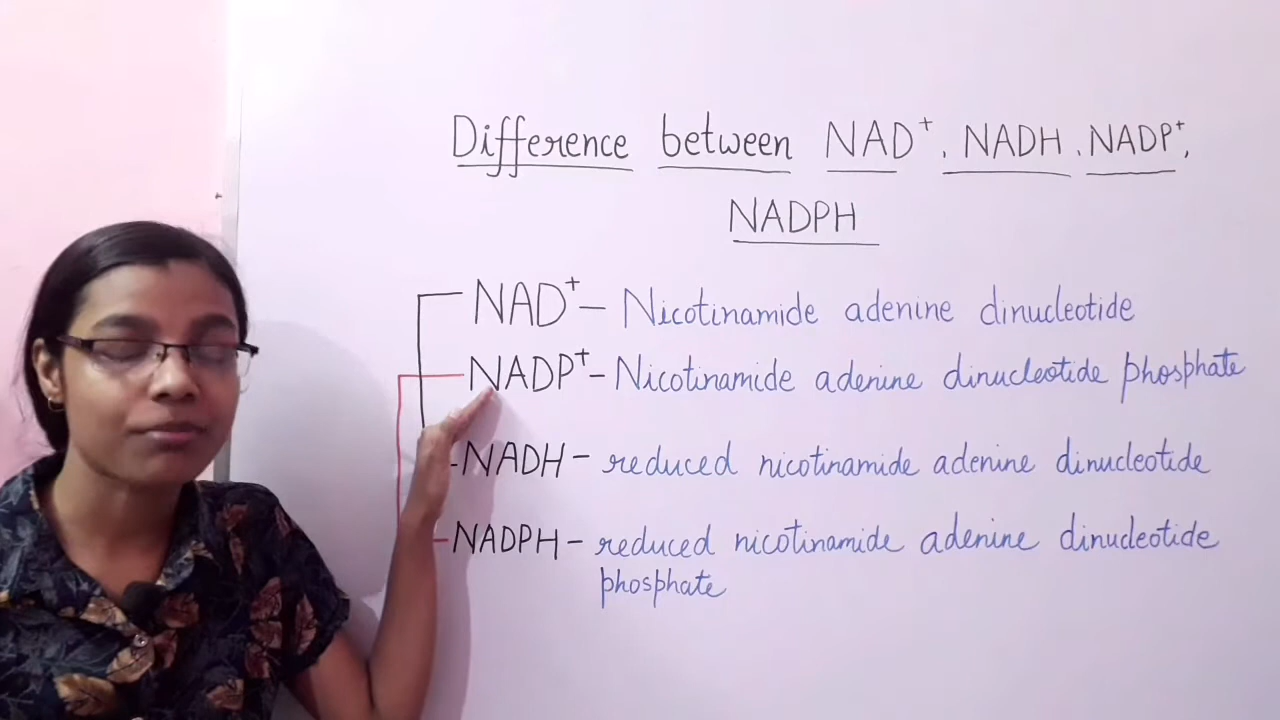 Difference between NAD⁺, NADH, NADP⁺,
NADPH
NAD⁺ – Nicotinamide adenine dinucleotide
NADP⁺ – Nicotinamide adenine dinucleotide phosphate
NADH – reduced nicotinamide adenine dinucleotide
NADPH – reduced nicotinamide adenine dinucleotide
phosphate